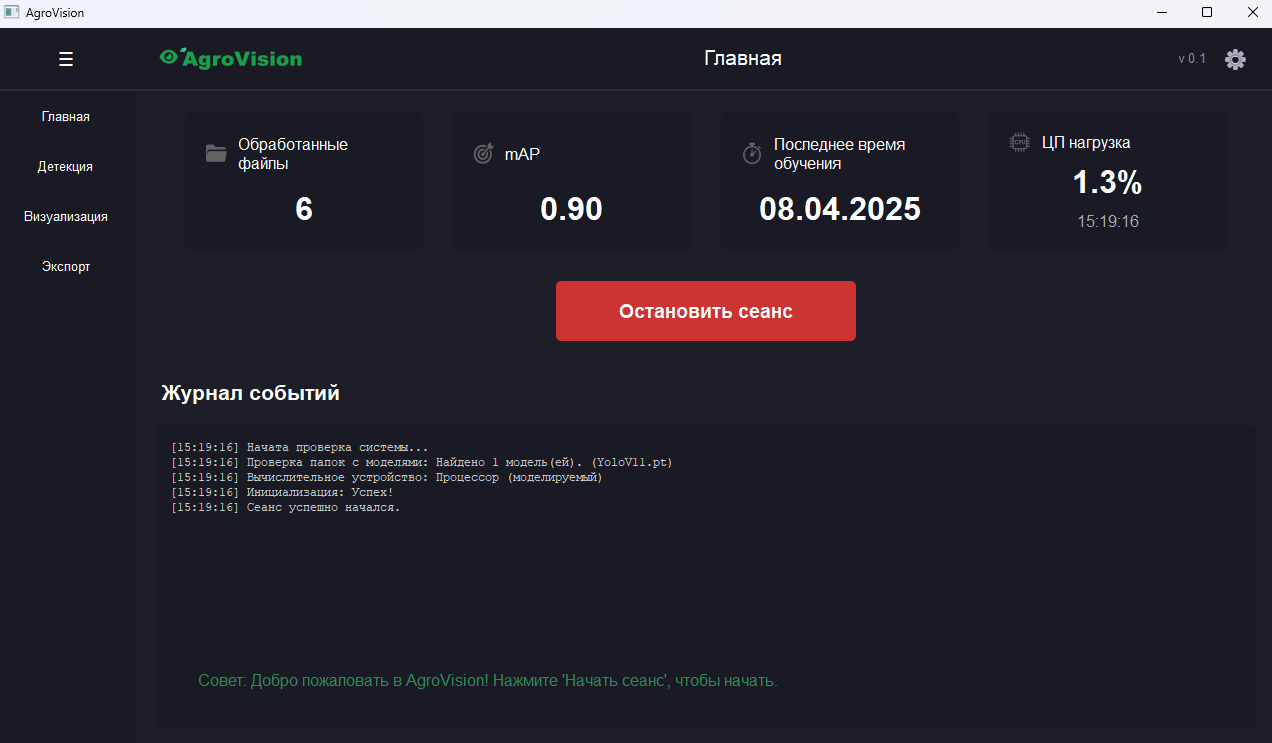 AgroVision
AgroVision
Главная
v 0.1
Главная
Детекция
Визуализация
Экспорт
Обработанные
файлы
6
mAP
0.90
Последнее время
обучения
08.04.2025
CPU
ЦП нагрузка
1.3%
15:19:16
Остановить сеанс
Журнал событий
[15:19:16] Начата проверка системы...
[15:19:16] Проверка папок с моделями: Найдено 1 модель(ей). (YoloV11.pt)
[15:19:16] Вычислительное устройство: Процессор (моделируемый)
[15:19:16] Инициализация: Успех!
[15:19:16] Сеанс успешно начался.
Совет: Добро пожаловать в AgroVision! Нажмите 'Начать сеанс', чтобы начать.